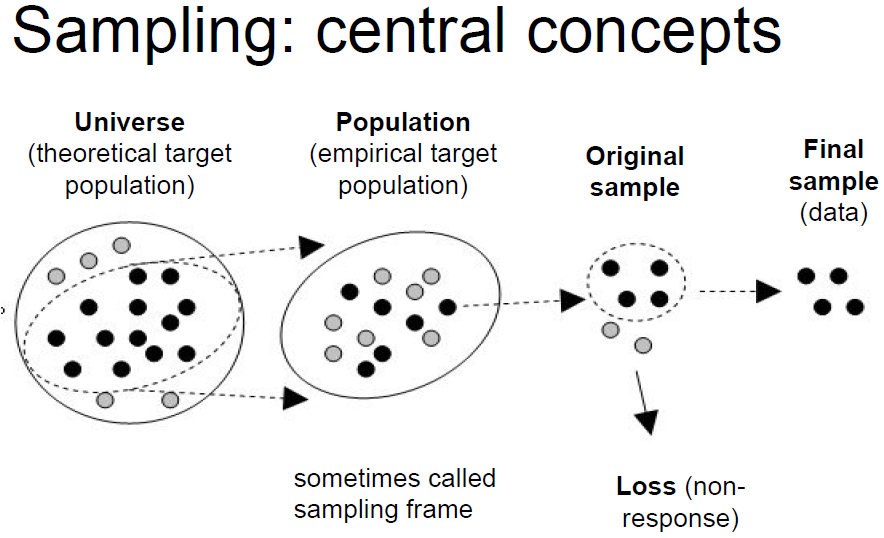 Sampling: central concepts
Universe
(theoretical target
population)
Population
(empirical target
population)
Original
sample
Final
sample
(data)
sometimes called
sampling frame
Loss (non-
response)